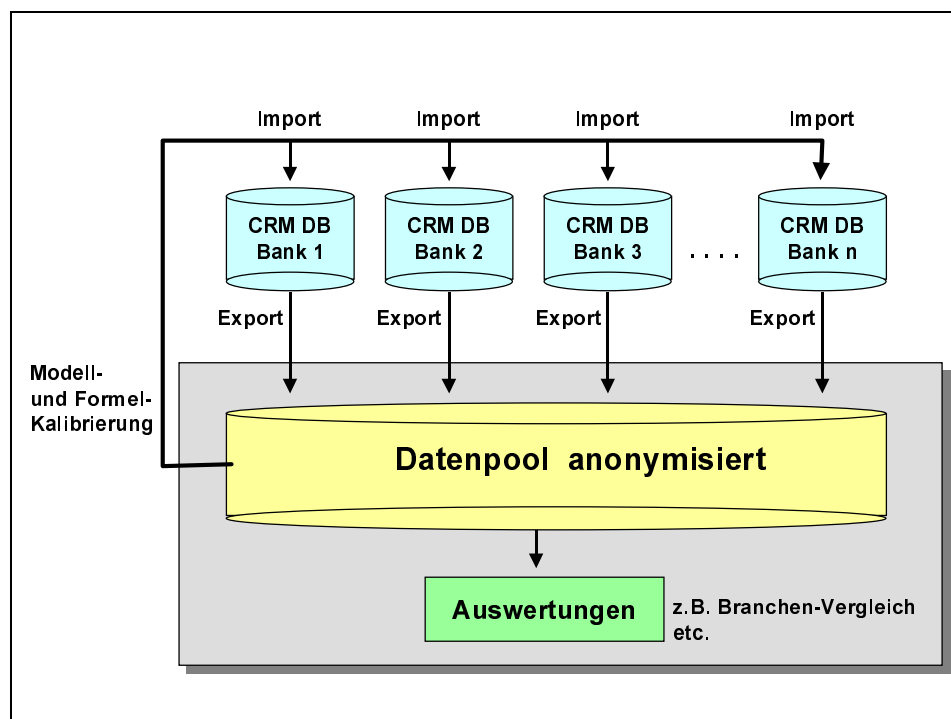 Import Import Import Import
CRM DB CRM DB CRM DB CRM DB
Bank 1 Bank 2 Bank 3 . . . . Bank n
Export Export Export Export
Modell-
und Formel-
Kalibrierung
Datenpool anonymisiert
Auswertungen
z.B. Branchen-Vergleich
etc.